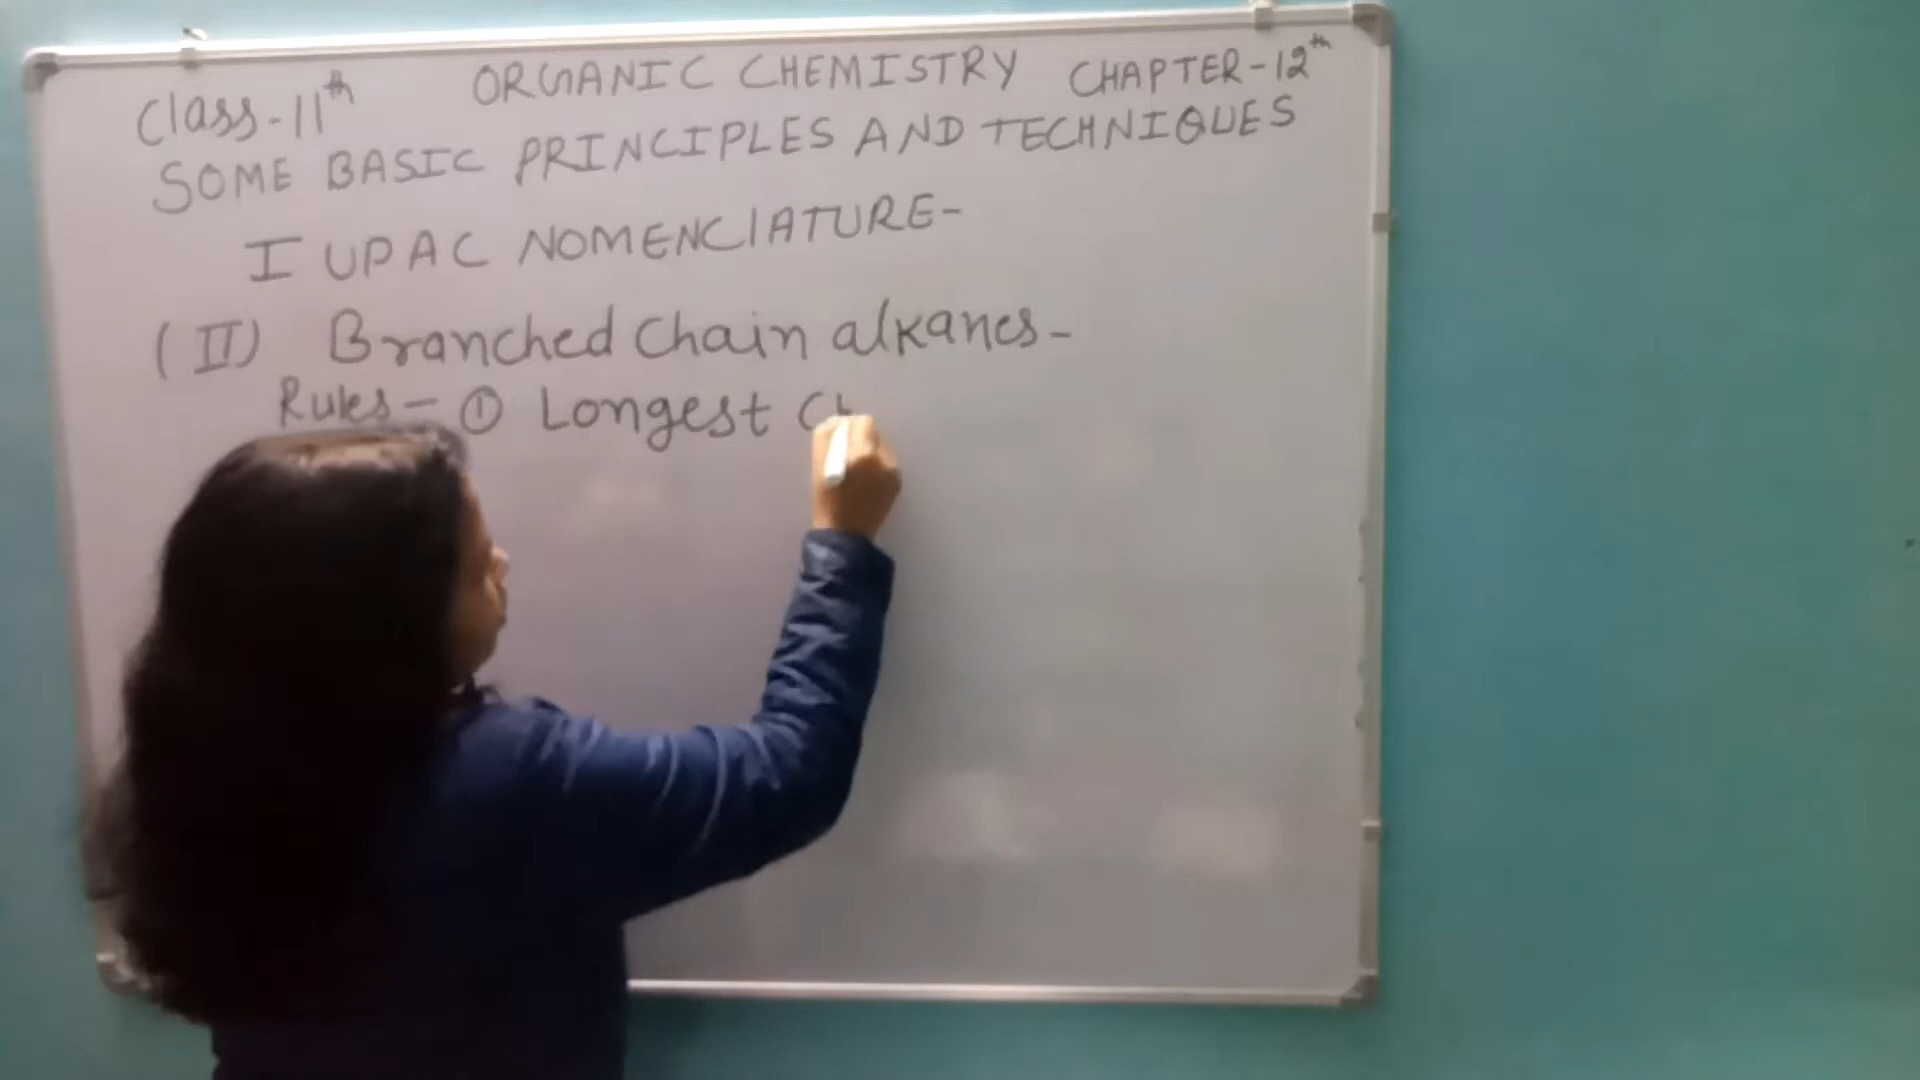 Class-11th ORGANIC CHEMISTRY CHAPTER-12th
SOME BASIC PRINCIPLES AND TECHNIQUES
IUPAC NOMENCLATURE-
(II) Branched Chain alkanes-
Rules- ① Longest